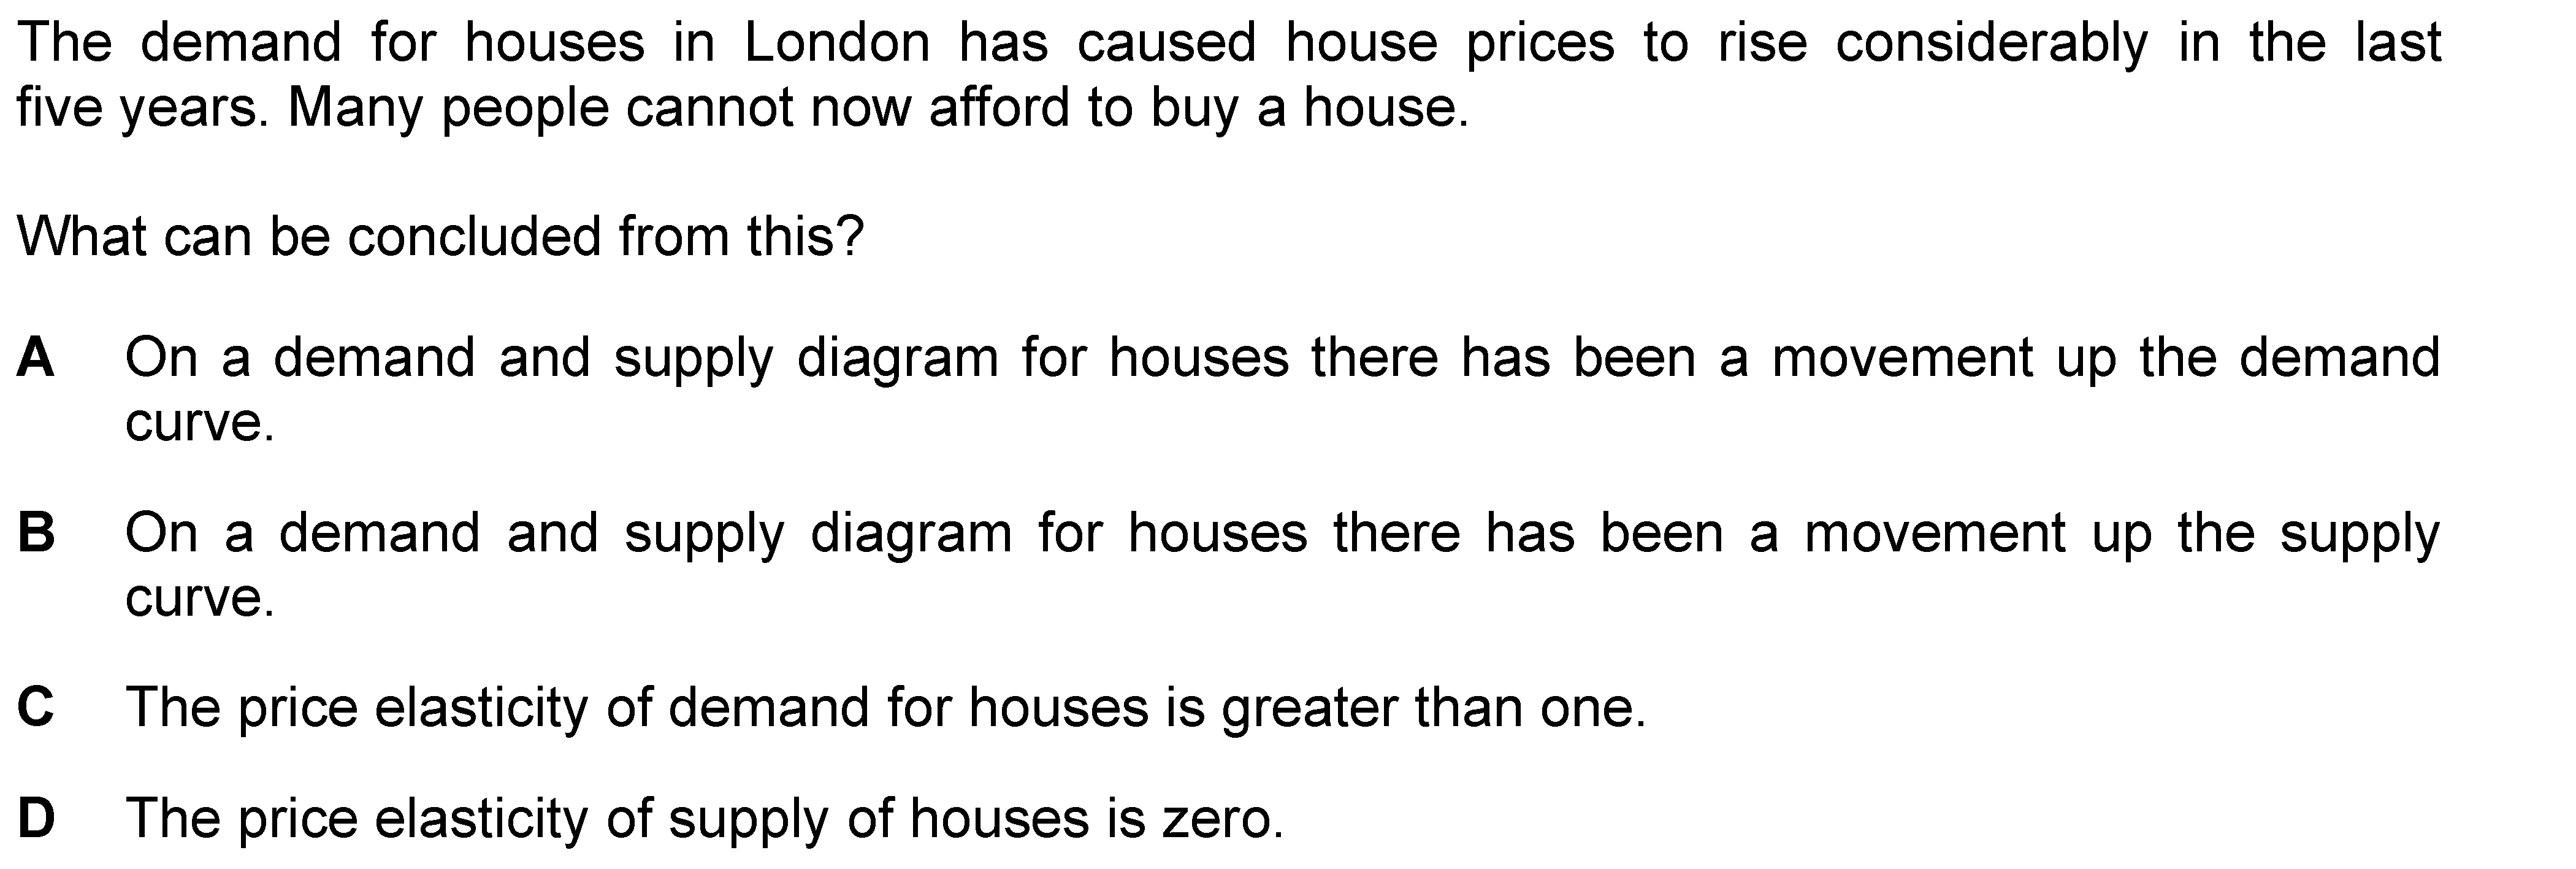 The demand for houses in London has caused house prices to rise considerably in the last
five years. Many people cannot now afford to buy a house.
What can be concluded from this?
A On a demand and supply diagram for houses there has been a movement up the demand
curve.
B On a demand and supply diagram for houses there has been a movement up the supply
curve.
C The price elasticity of demand for houses is greater than one.
D The price elasticity of supply of houses is zero.